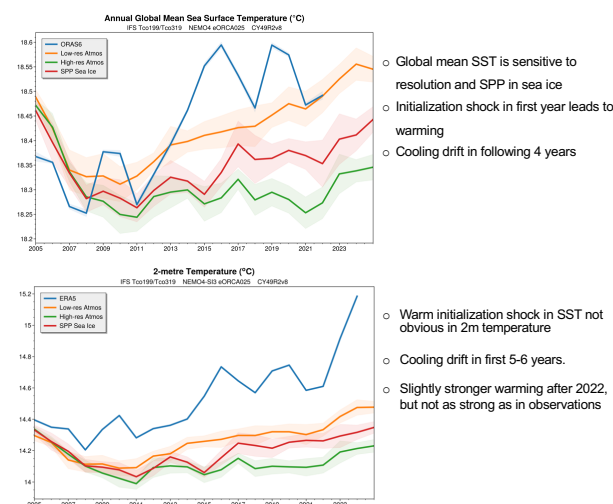 Annual Global Mean Sea Surface Temperature (°C)
IFS Tco199/Tco319 NEMO4 eORCA025 CY49R2v8
18.6
18.55
18.5
18.45
18.4
18.35
18.3
18.25
18.2
ORAS6
Low-res Atmos
High-res Atmos
SPP Sea Ice
2005 2007 2009 2011 2013 2015 2017 2019 2021 2023
○ Global mean SST is sensitive to
resolution and SPP in sea ice
○ Initialization shock in first year leads to
warming
○ Cooling drift in following 4 years
2-metre Temperature (°C)
IFS Tco199/Tco319 NEMO4-SI3 eORCA025 CY49R2v8
15.2
15
14.8
14.6
14.4
14.2
14
ERA5
Low-res Atmos
High-res Atmos
SPP Sea Ice
○ Warm initialization shock in SST not
obvious in 2m temperature
○ Cooling drift in first 5-6 years.
○ Slightly stronger warming after 2022,
but not as strong as in observations